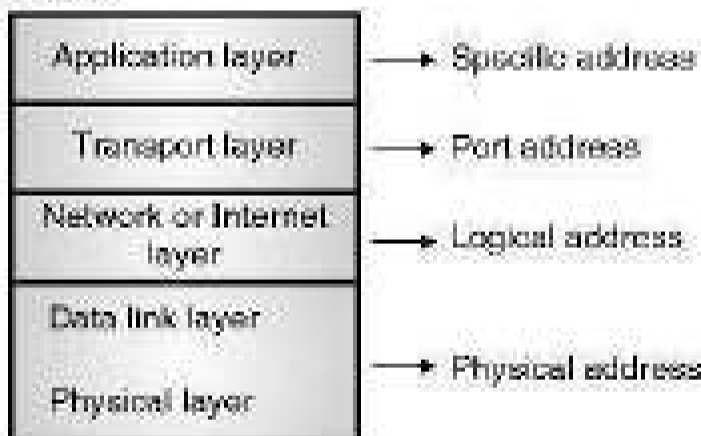 Application layer
Specific address
Transport layer
Port address
Network or Internet
layer
Logical address
Data link layer
Physical layer
Physical address